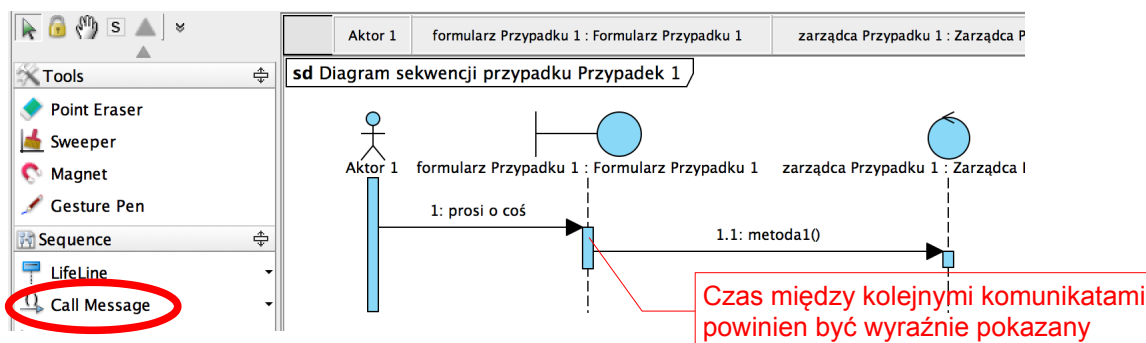 S
Aktor 1
formularz Przypadku 1 : Formularz Przypadku 1
zarządca Przypadku 1 : Zarządca P
Tools
sd Diagram sekwencji przypadku Przypadek 1
Point Eraser
Sweeper
Magnet
Gesture Pen
Sequence
LifeLine
Call Message
Aktor 1
formularz Przypadku 1 : Formularz Przypadku 1
zarządca Przypadku 1 : Zarządca
1: prosi o coś
1.1: metoda1()
Czas między kolejnymi komunikatami
powinien być wyraźnie pokazany